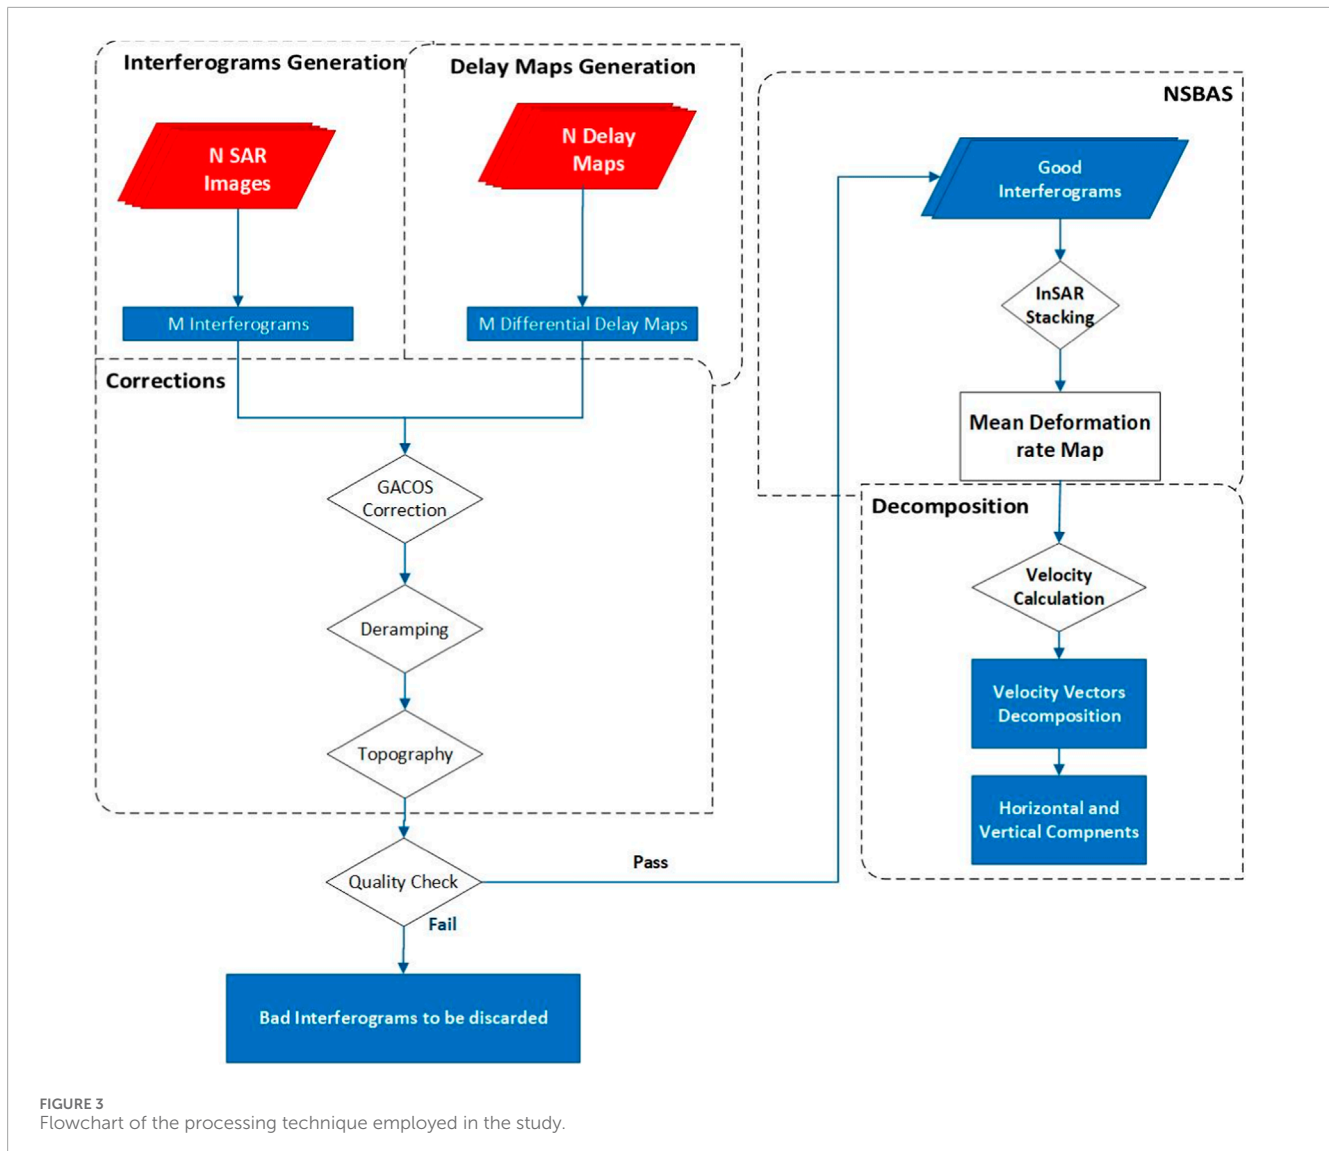 Interferograms Generation
N SAR
Images
M Interferograms
Delay Maps Generation
N Delay
Maps
M Differential Delay Maps
Corrections
GACOS
Correction
Deramping
Topography
Quality Check
Pass
Fail
Bad Interferograms to be discarded
NSBAS
Good
Interferograms
InSAR
Stacking
Mean Deformation
rate Map
Decomposition
Velocity
Calculation
Velocity Vectors
Decomposition
Horizontal and
Vertical Compnents
FIGURE 3
Flowchart of the processing technique employed in the study.